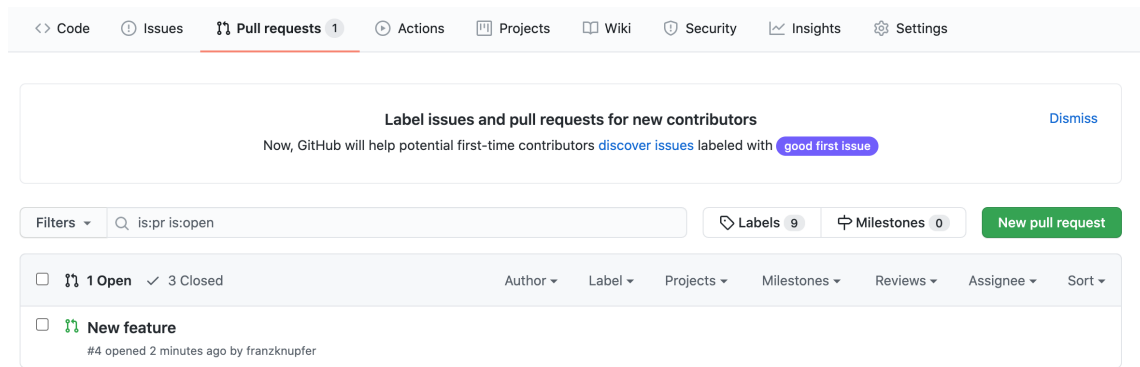 Code Issues Pull requests 1 Actions Projects Wiki Security Insights Settings
Label issues and pull requests for new contributors
Dismiss
Now, GitHub will help potential first-time contributors discover issues labeled with good first issue
Filters is:pr is:open Labels 9 Milestones 0 New pull request
1 Open 3 Closed Author Label Projects Milestones Reviews Assignee Sort
New feature
#4 opened 2 minutes ago by franzknupfer